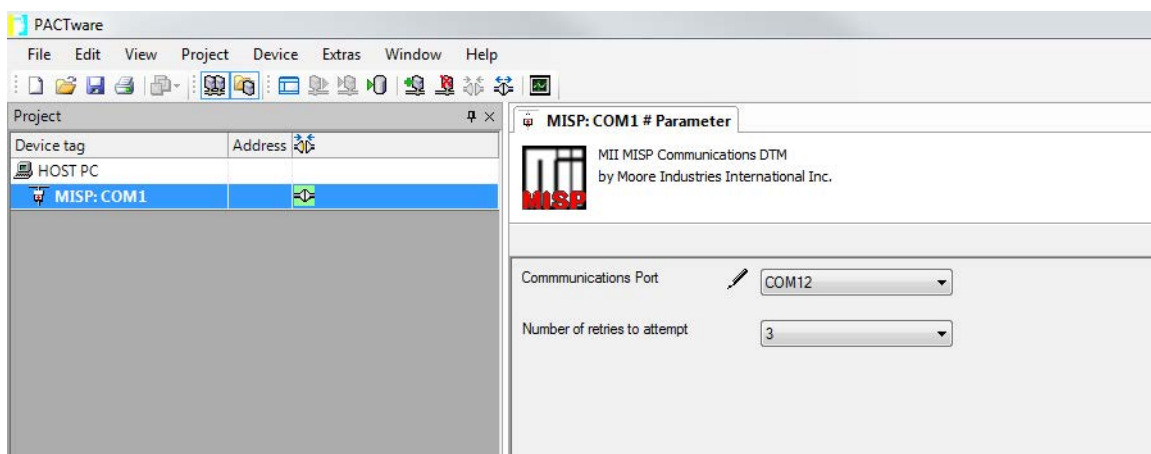 PACTware
File Edit View Project Device Extras Window Help
Project
Device tag Address
HOST PC
MISP: COM1
MISP: COM1 # Parameter
MII MISP Communications DTM
by Moore Industries International Inc.
MISP
Commmunications Port COM12
Number of retries to attempt 3